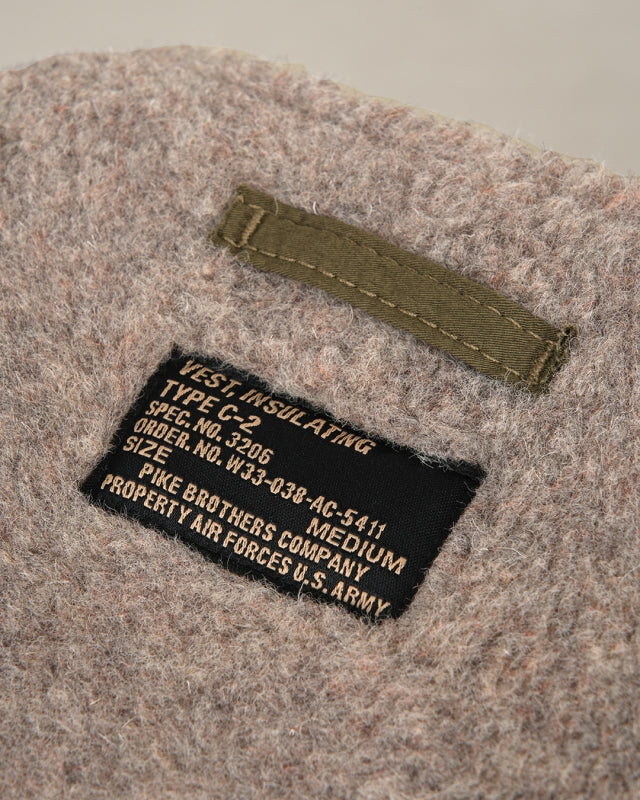 VEST, INSULATING
TYPE C-2
SPEC. NO. 3206
ORDER. NO. W33-038-AC-5411
SIZE MEDIUM
PIKE BROTHERS COMPANY
PROPERTY AIR FORCES U.S. ARMY